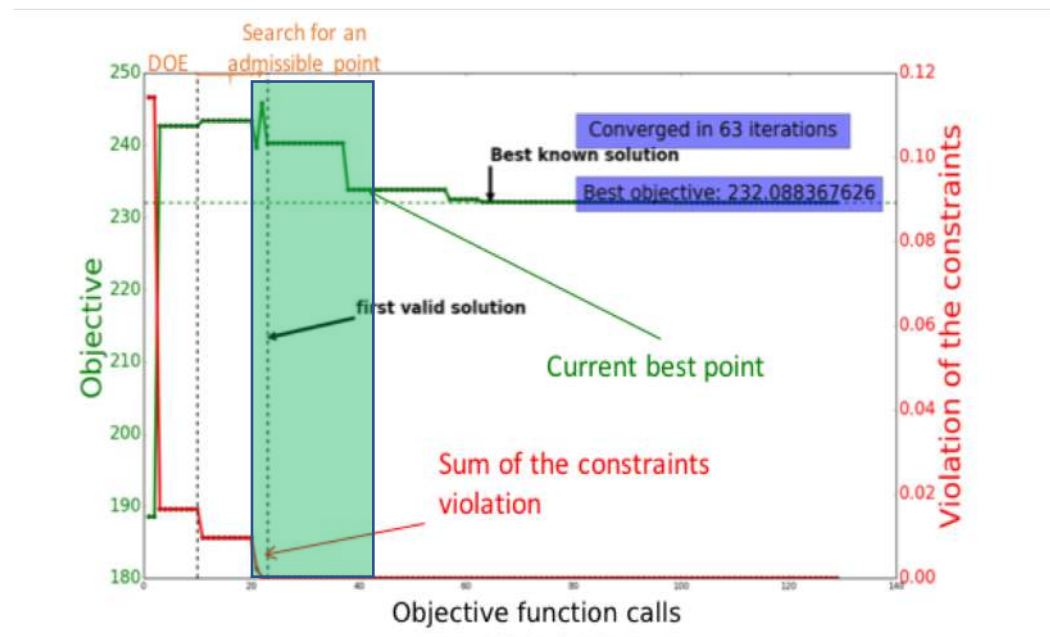 Search for an
DOE admissible point
250
240
230
220
210
200
190
180
Objective
0.12
0.10
0.08
0.06
0.04
0.02
0.00
Violation of the constraints
Converged in 63 iterations
Best known solution
Best objective: 232.088367626
first valid solution
Current best point
Sum of the constraints
violation
0 20 40 60 80 100 120 140
Objective function calls